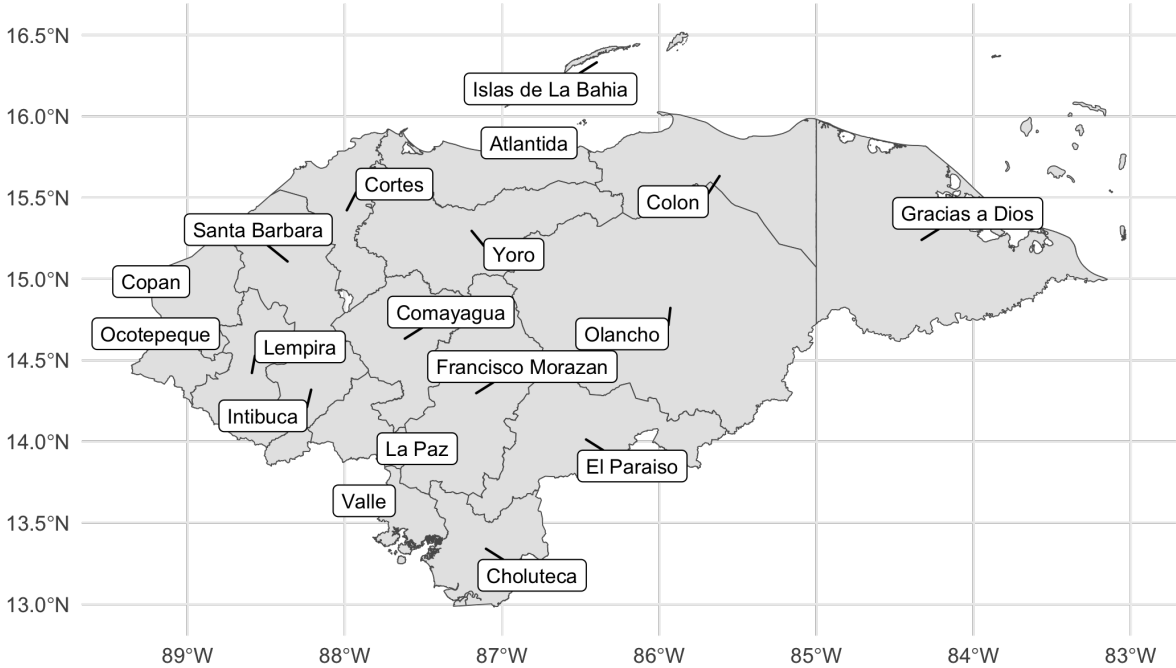 16.5°N
Islas de La Bahia
16.0°N
Atlantida
Cortes
15.5°N
Colon
Gracias a Dios
Santa Barbara
Yoro
15.0°N
Copan
Comayagua
Ocotepeque
Olancho
Lempira
14.5°N
Francisco Morazan
Intibuca
14.0°N
La Paz
El Paraiso
Valle
13.5°N
Choluteca
13.0°N
89°W 88°W 87°W 86°W 85°W 84°W 83°W